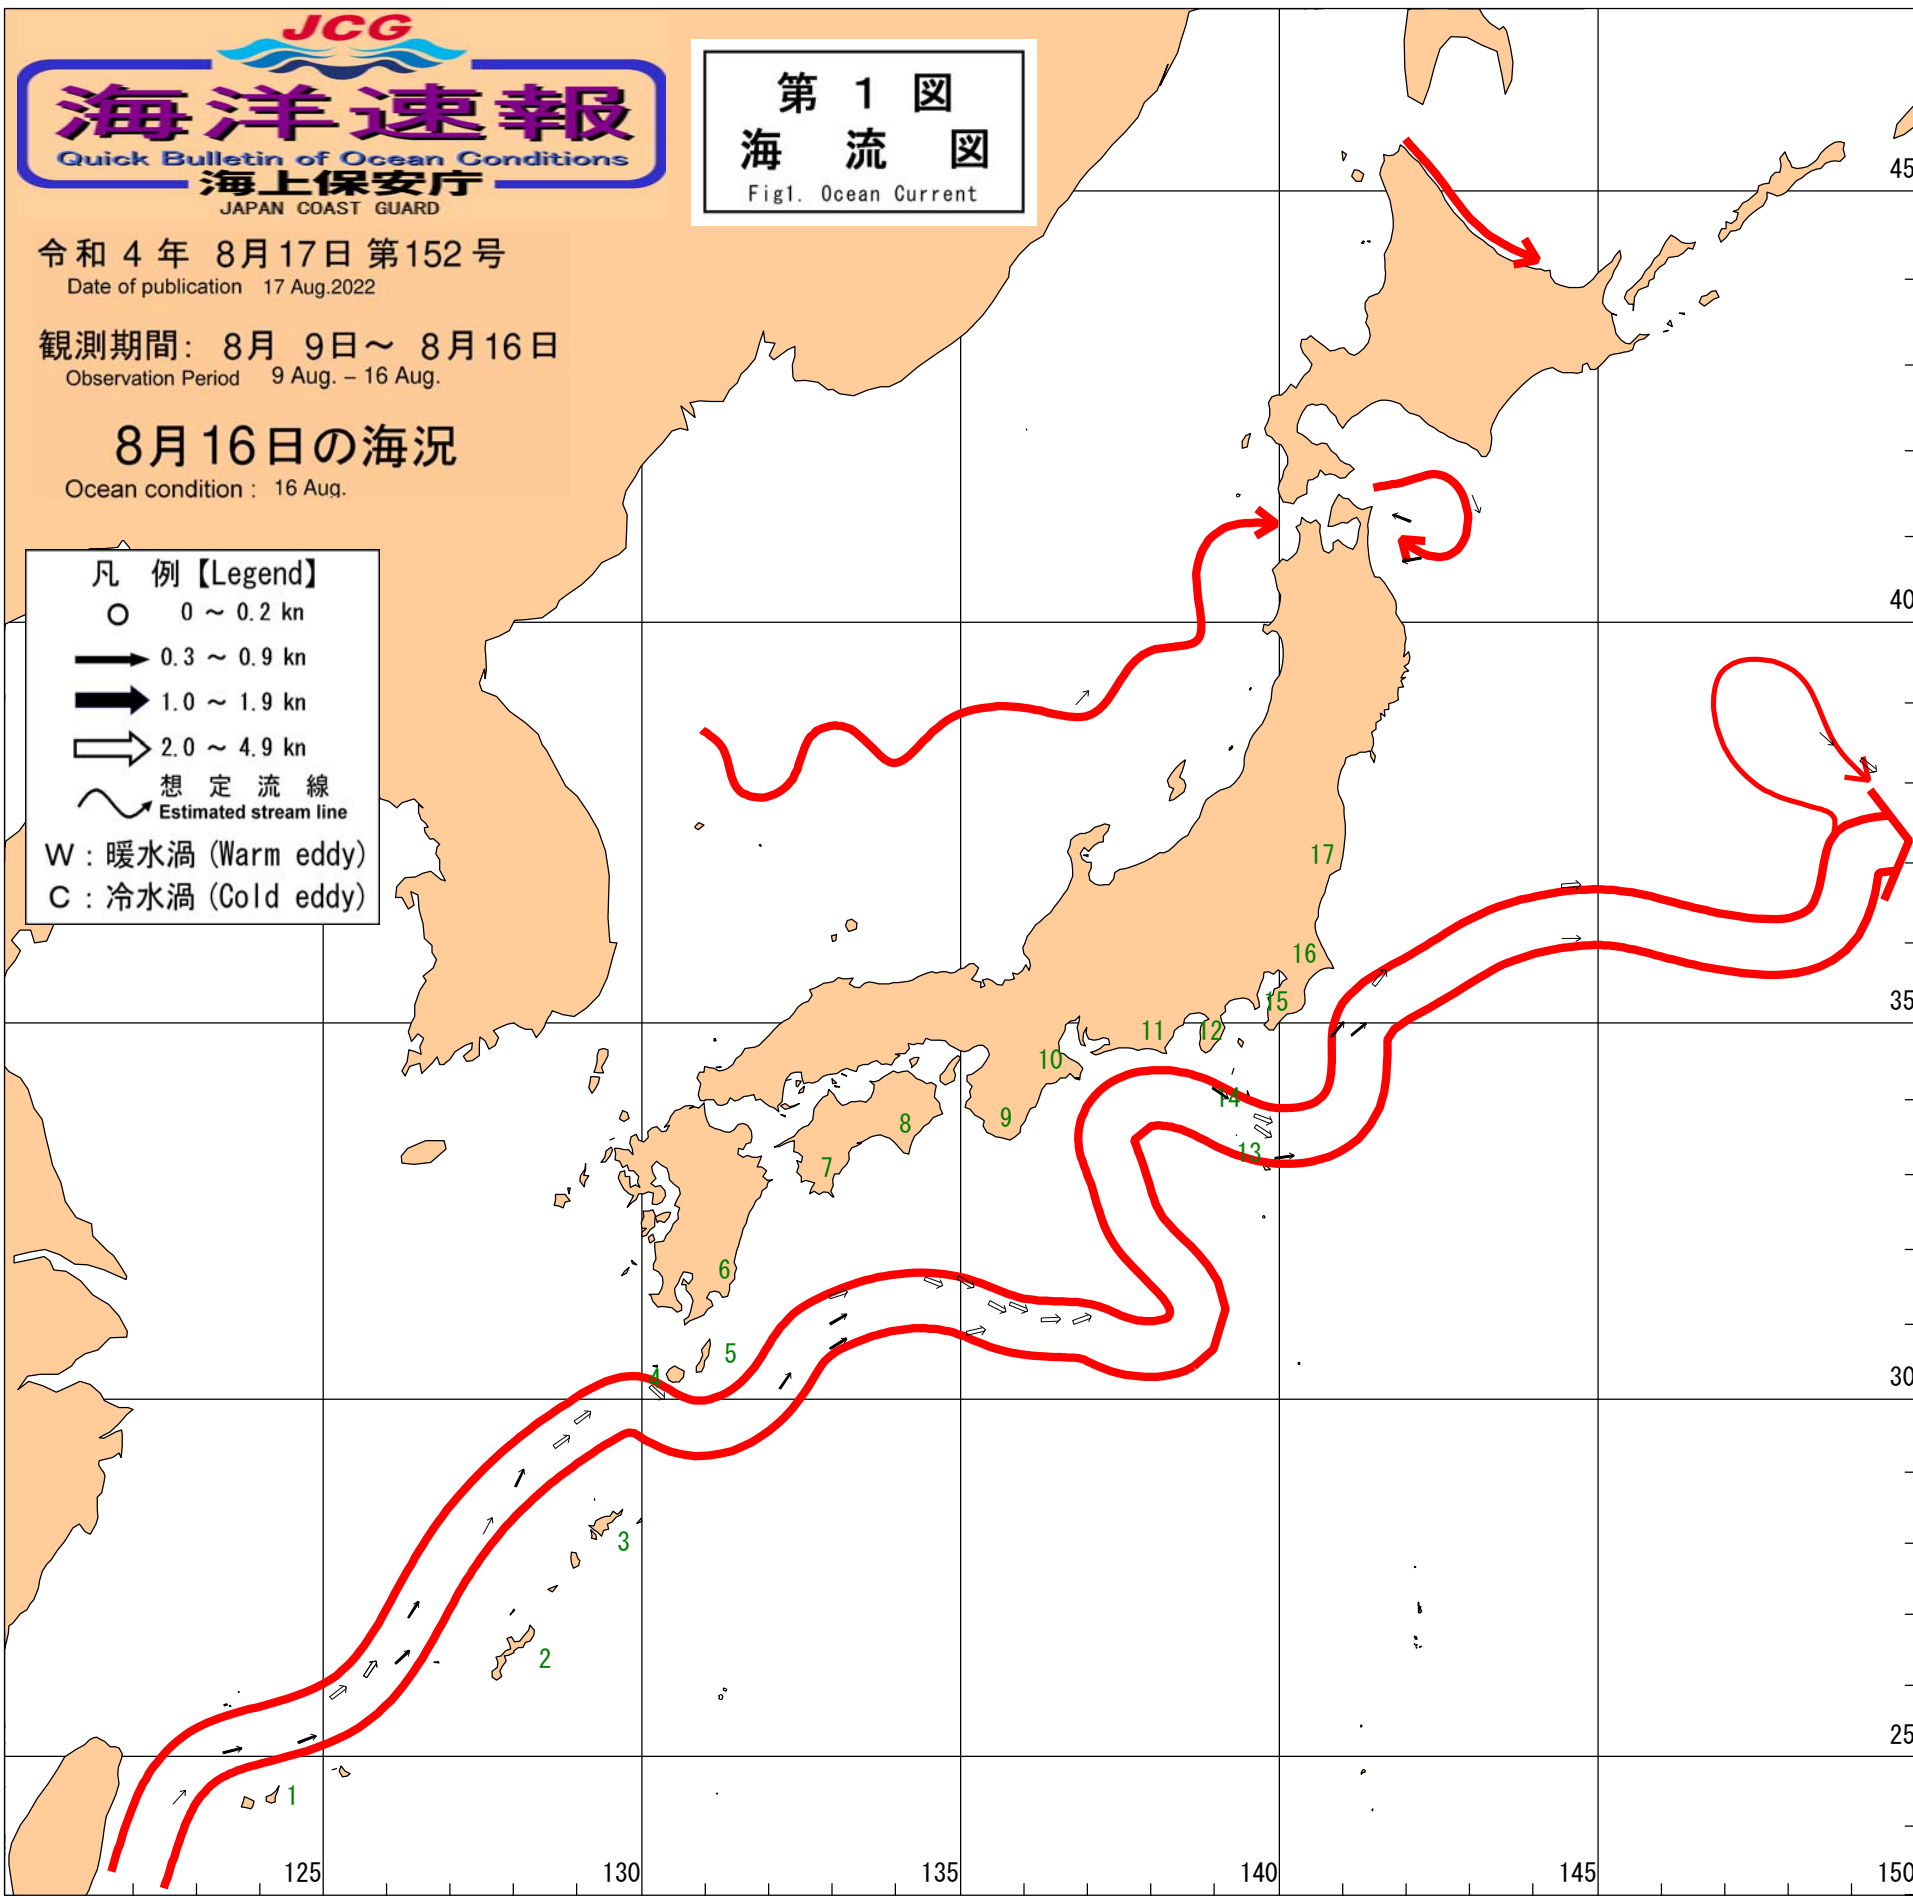 JCG
海洋速報
Quick Bulletin of Ocean Conditions
海上保安庁
JAPAN COAST GUARD
令和 4 年 8月17日 第152号
Date of publication 17 Aug.2022
観測期間: 8月 9日～ 8月16日
Observation Period 9 Aug. – 16 Aug.
8月16日の海況
Ocean condition : 16 Aug.
第 1 図
海 流 図
Fig1. Ocean Current
凡 例【Legend】
0 ～ 0.2 kn
0.3 ～ 0.9 kn
1.0 ～ 1.9 kn
2.0 ～ 4.9 kn
想 定 流 線
Estimated stream line
W : 暖水渦 (Warm eddy)
C : 冷水渦 (Cold eddy)
45
40
17
16
35
15
12
11
10
14
9
8
13
7
6
5
4
30
3
2
25
1
125
130
135
140
145
150